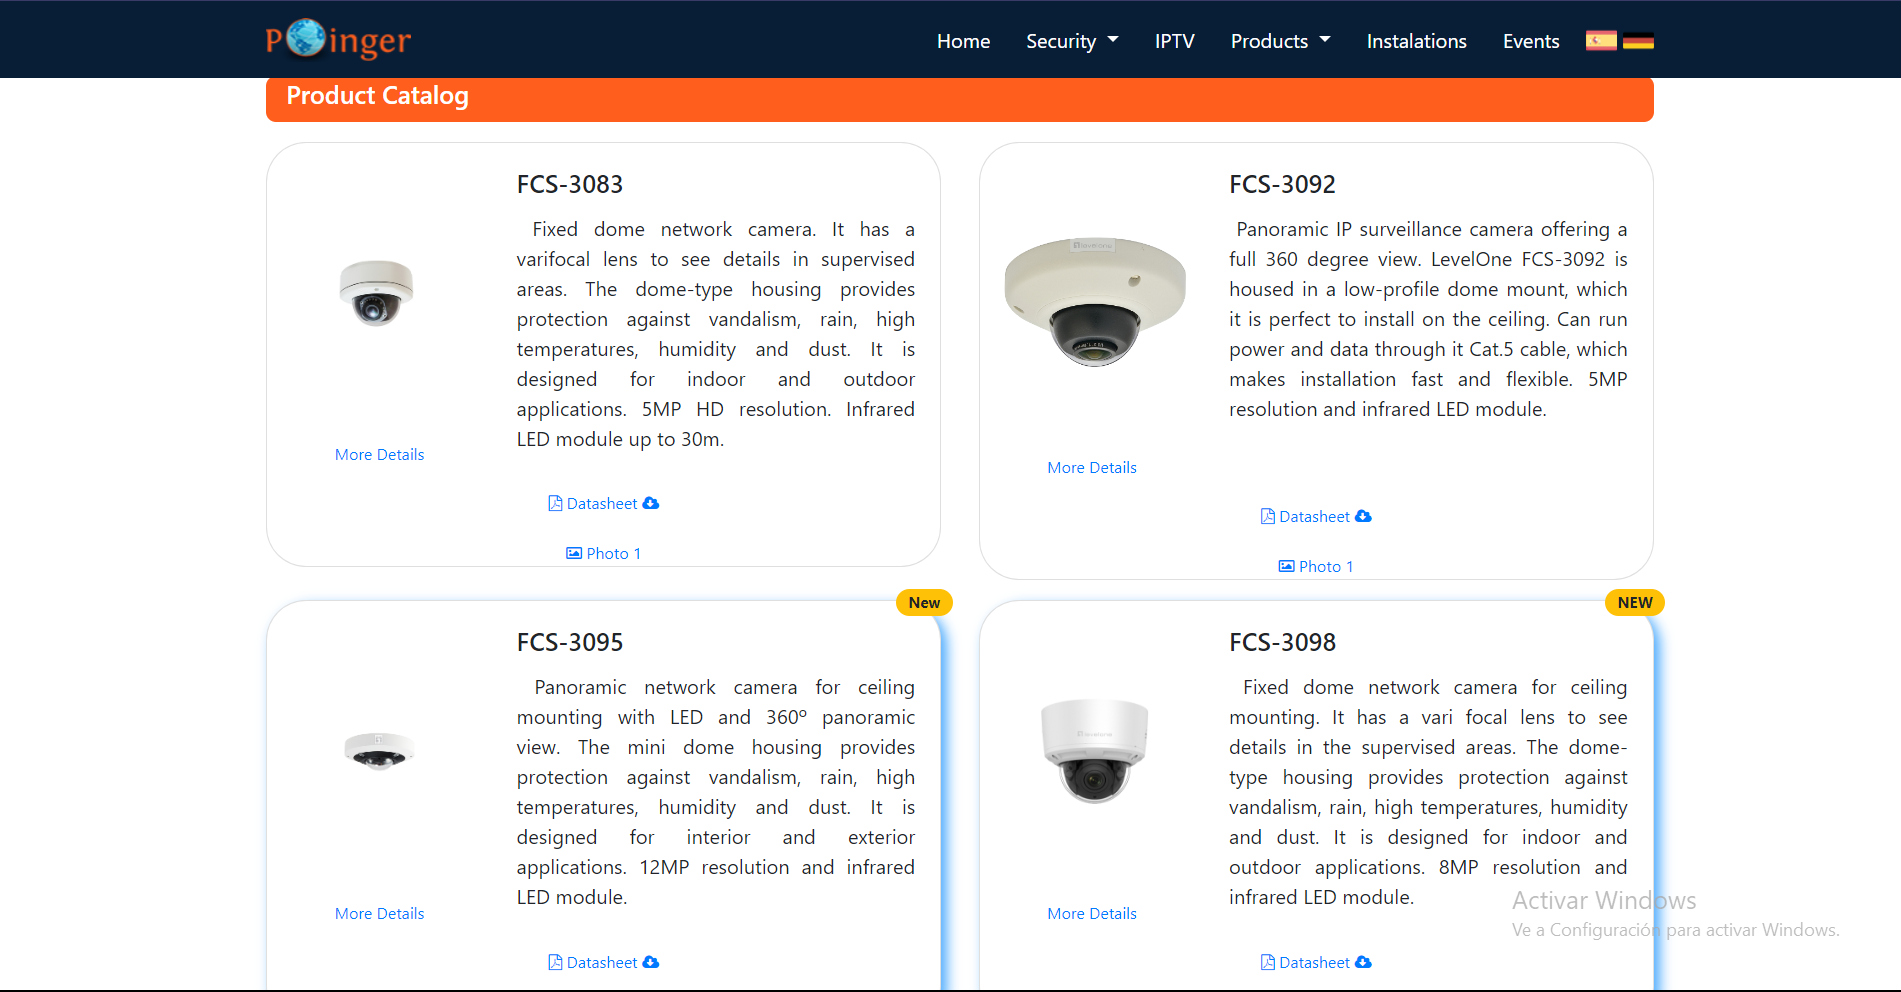 Poinger
Home Security IPTV Products Instalations Events
Product Catalog
FCS-3083
Fixed dome network camera. It has a
varifocal lens to see details in supervised
areas. The dome-type housing provides
protection against vandalism, rain, high
temperatures, humidity and dust. It is
designed for indoor and outdoor
applications. 5MP HD resolution. Infrared
LED module up to 30m.
More Details
Datasheet
Photo 1
FCS-3092
levelone
Panoramic IP surveillance camera offering a
full 360 degree view. LevelOne FCS-3092 is
housed in a low-profile dome mount, which
it is perfect to install on the ceiling. Can run
power and data through it Cat.5 cable, which
makes installation fast and flexible. 5MP
resolution and infrared LED module.
More Details
Datasheet
Photo 1
New
FCS-3095
Panoramic network camera for ceiling
mounting with LED and 360º panoramic
view. The mini dome housing provides
protection against vandalism, rain, high
temperatures, humidity and dust. It is
designed for interior and exterior
applications. 12MP resolution and infrared
LED module.
More Details
Datasheet
NEW
FCS-3098
levelone
Fixed dome network camera for ceiling
mounting. It has a vari focal lens to see
details in the supervised areas. The dome-
type housing provides protection against
vandalism, rain, high temperatures, humidity
and dust. It is designed for indoor and
outdoor applications. 8MP resolution and
infrared LED module.
More Details
Datasheet
Activar Windows
Ve a Configuración para activar Windows.